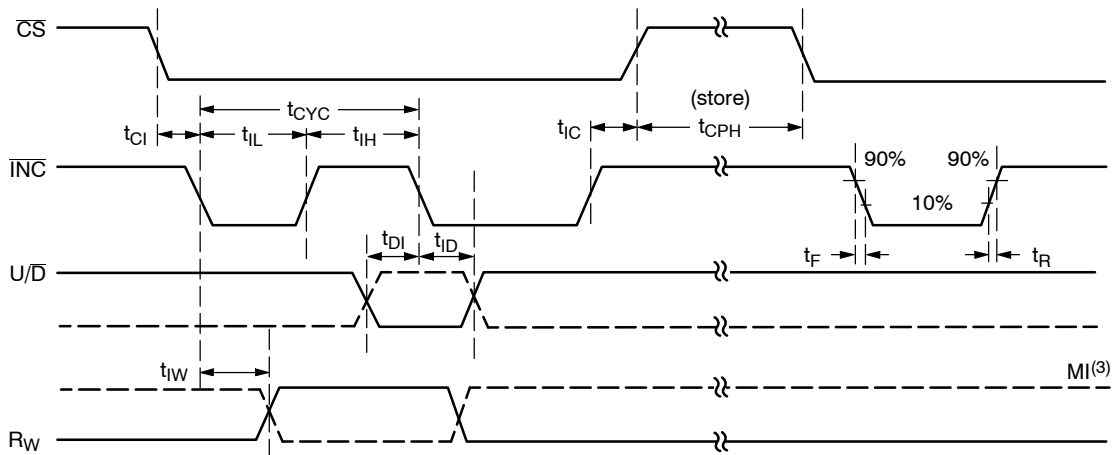 CS
(store)
tCYC
tCI
tIL
tIH
tIC
tCPH
INC
90%
90%
10%
tDI
tID
tF
tR
U/D
tIW
MI(3)
RW